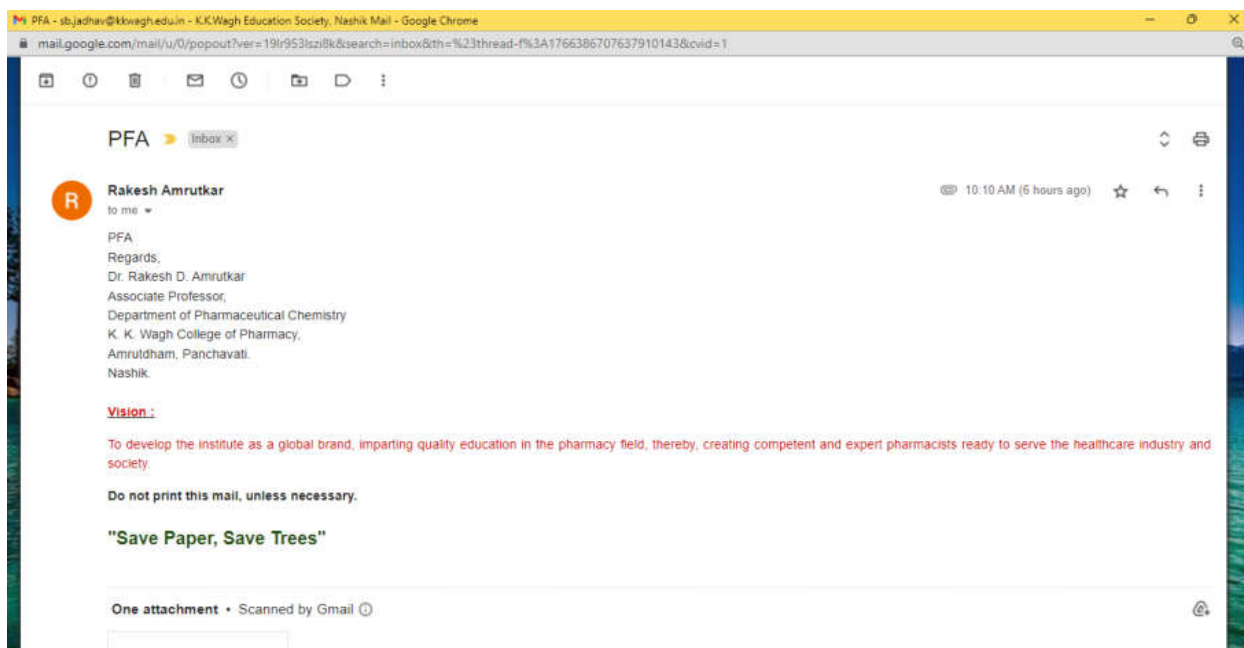 PFA - sb.jadhav@kkwagh.edu.in - K.K.Wagh Education Society, Nashik Mail - Google Chrome
mail.google.com/mail/u/0/popout?ver=19lr953lszi8k&search=inbox&th=%23thread-f%3A1766386707637910143&cvid=1
PFA Inbox ×
Rakesh Amrutkar 10:10 AM (6 hours ago)
to me
PFA
Regards,
Dr. Rakesh D. Amrutkar
Associate Professor,
Department of Pharmaceutical Chemistry
K. K. Wagh College of Pharmacy,
Amrutdham, Panchavati.
Nashik.
Vision :
To develop the institute as a global brand, imparting quality education in the pharmacy field, thereby, creating competent and expert pharmacists ready to serve the healthcare industry and
society.
Do not print this mail, unless necessary.
"Save Paper, Save Trees"
One attachment • Scanned by Gmail
R